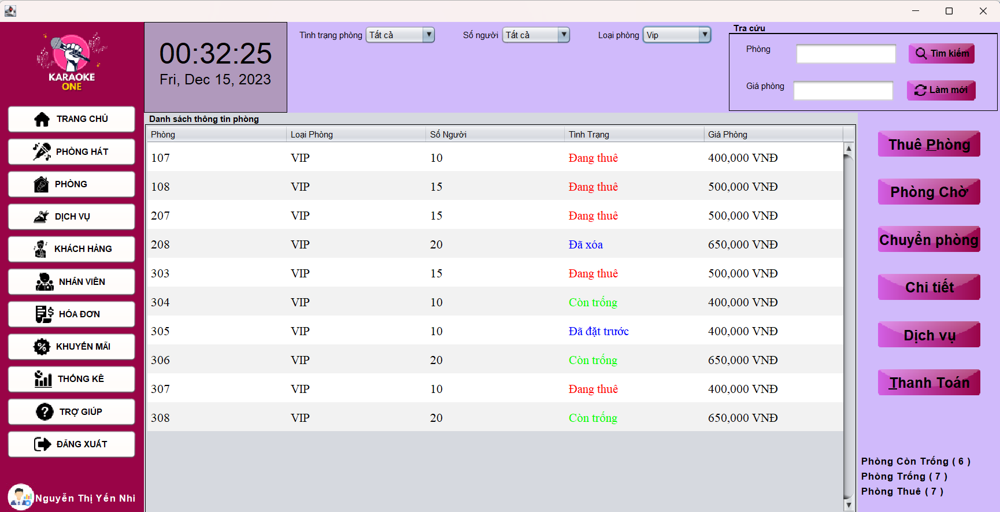 KARAOKE
ONE
TRANG CHỦ
PHÒNG HÁT
PHÒNG
DỊCH VỤ
KHÁCH HÀNG
NHÂN VIÊN
HÓA ĐƠN
KHUYẾN MÃI
THỐNG KÊ
TRỢ GIÚP
ĐĂNG XUẤT
Nguyễn Thị Yến Nhi
00:32:25
Fri, Dec 15, 2023
Tình trạng phòng Tất cả Số người Tất cả Loại phòng Vip
Tra cứu
Phòng Tìm kiếm
Giá phòng Làm mới
Danh sách thông tin phòng
Phòng Loại Phòng Số Người Tình Trạng Giá Phòng
107 VIP 10 Đang thuê 400,000 VNĐ
108 VIP 15 Đang thuê 500,000 VNĐ
207 VIP 15 Đang thuê 500,000 VNĐ
208 VIP 20 Đã xóa 650,000 VNĐ
303 VIP 15 Đang thuê 500,000 VNĐ
304 VIP 10 Còn trống 400,000 VNĐ
305 VIP 10 Đã đặt trước 400,000 VNĐ
306 VIP 20 Còn trống 650,000 VNĐ
307 VIP 10 Đang thuê 400,000 VNĐ
308 VIP 20 Còn trống 650,000 VNĐ
Thuê Phòng
Phòng Chờ
Chuyển phòng
Chi tiết
Dịch vụ
Thanh Toán
Phòng Còn Trống ( 6 )
Phòng Trống ( 7 )
Phòng Thuê ( 7 )